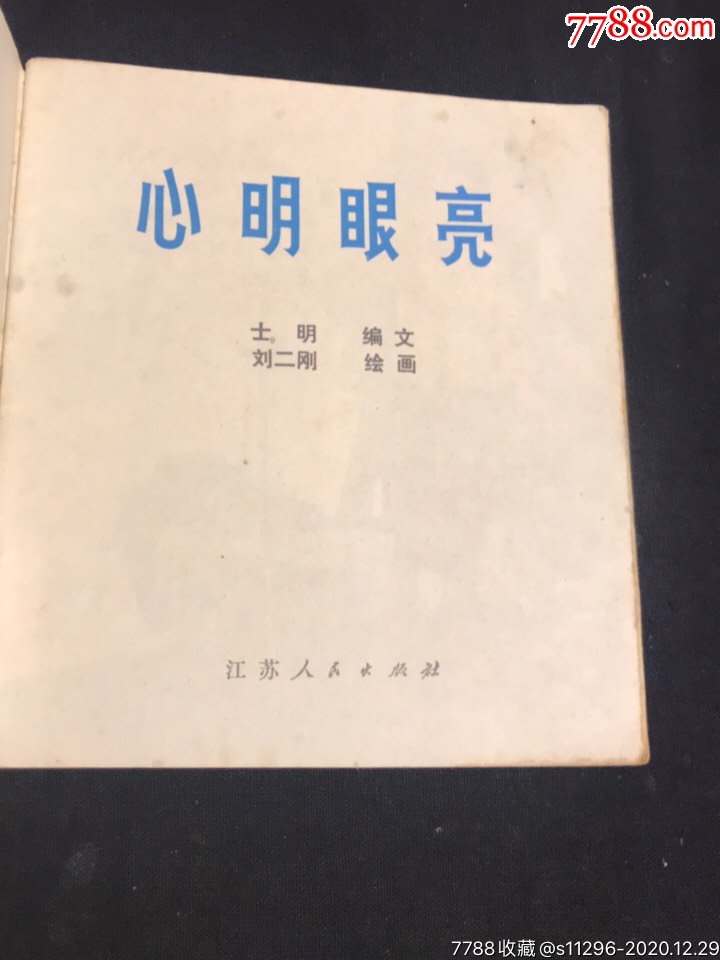 7788.com
心明眼亮
士明 编文
刘二刚 绘画
江苏人民出版社
7788收藏@s11296-2020.12.29